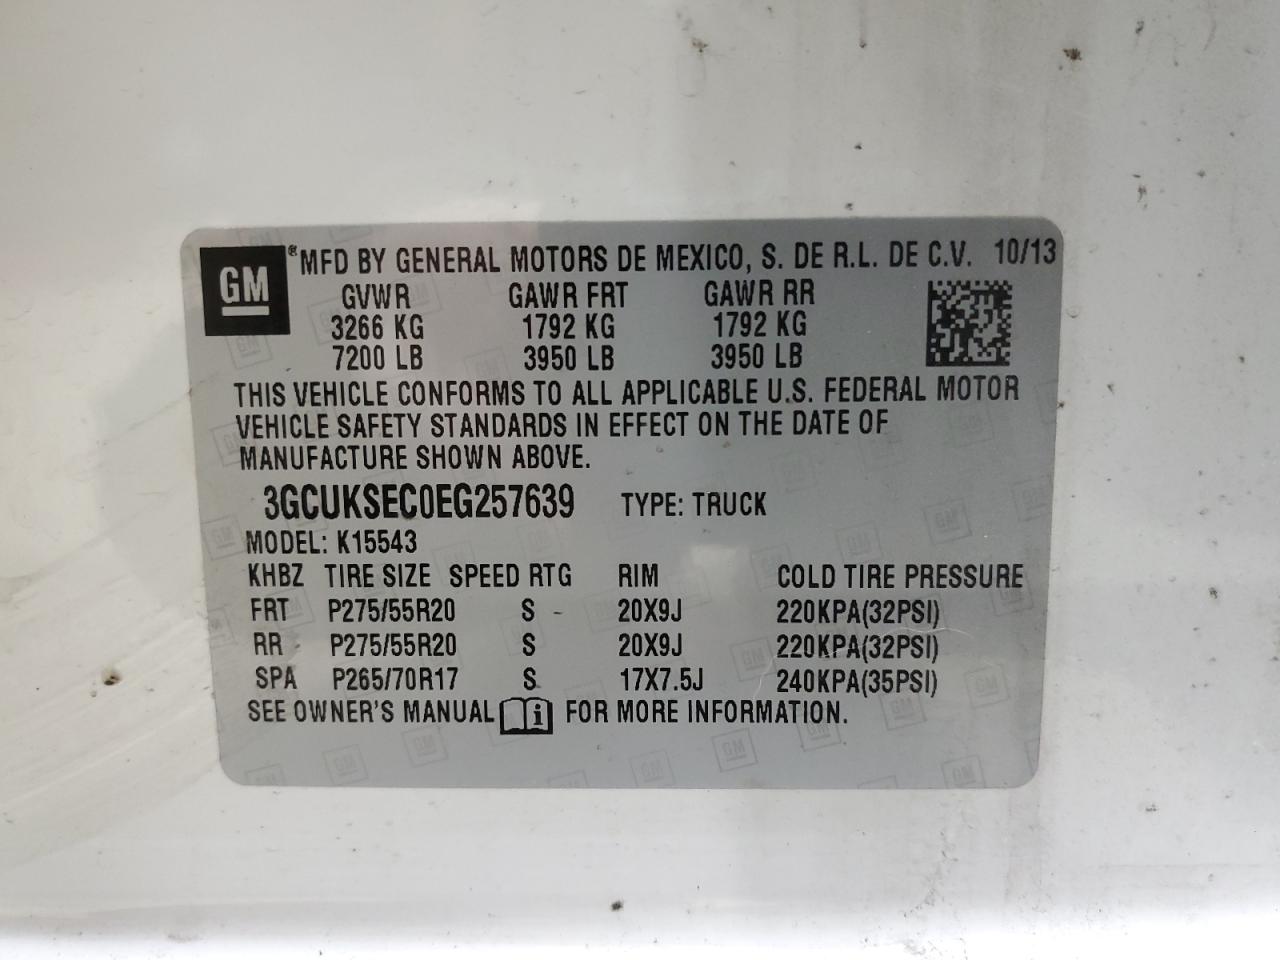 GM ® MFD BY GENERAL MOTORS DE MEXICO, S. DE R.L. DE C.V. 10/13
GVWR GAWR FRT GAWR RR
3266 KG 1792 KG 1792 KG
7200 LB 3950 LB 3950 LB
THIS VEHICLE CONFORMS TO ALL APPLICABLE U.S. FEDERAL MOTOR
VEHICLE SAFETY STANDARDS IN EFFECT ON THE DATE OF
MANUFACTURE SHOWN ABOVE.
3GCUKSEC0EG257639 TYPE: TRUCK
MODEL: K15543
KHBZ TIRE SIZE SPEED RTG RIM COLD TIRE PRESSURE
FRT P275/55R20 S 20X9J 220KPA(32PSI)
RR P275/55R20 S 20X9J 220KPA(32PSI)
SPA P265/70R17 S 17X7.5J 240KPA(35PSI)
SEE OWNER'S MANUAL i FOR MORE INFORMATION.